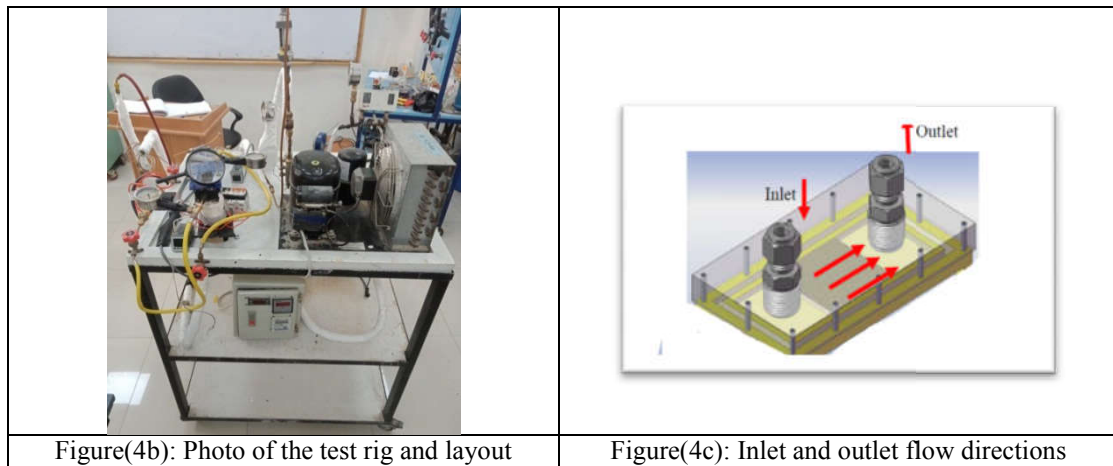 Outlet
Inlet
Figure(4b): Photo of the test rig and layout
Figure(4c): Inlet and outlet flow directions